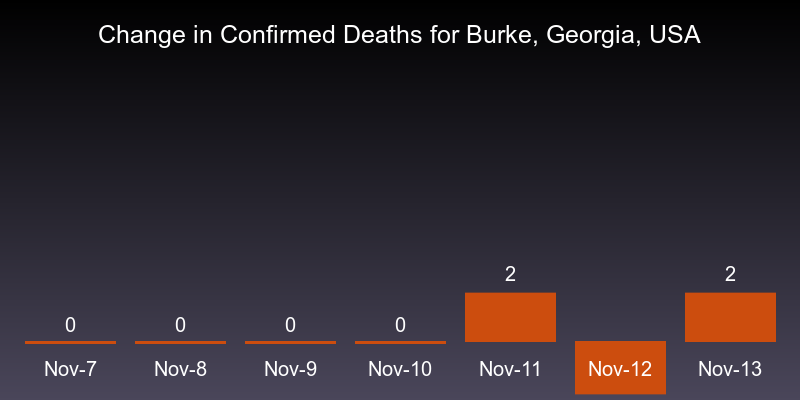 Change in Confirmed Deaths for Burke, Georgia, USA
2 2
0 0 0 0
Nov-7 Nov-8 Nov-9 Nov-10 Nov-11 Nov-12 Nov-13